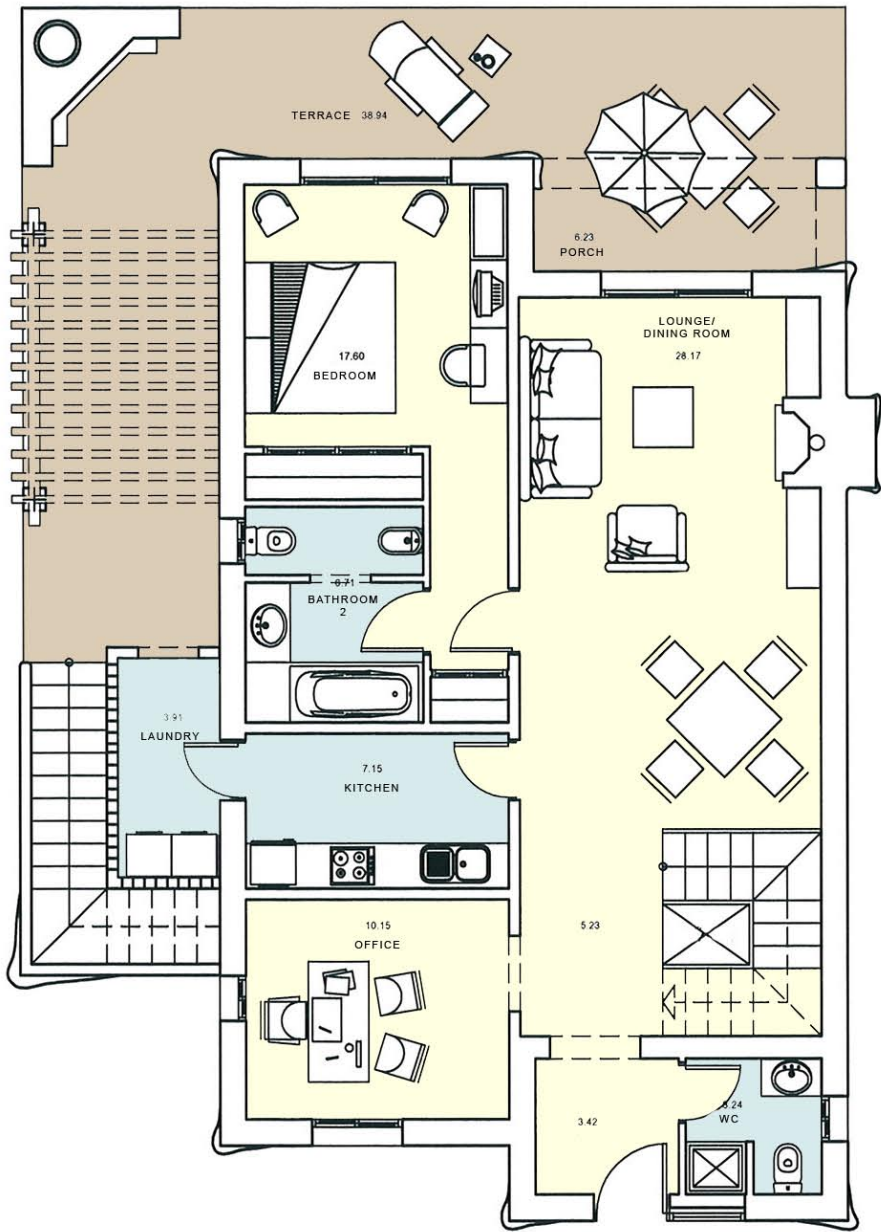 TERRACE 38.94
6.23
PORCH
LOUNGE/
DINING ROOM
28.17
17.60
BEDROOM
BATHROOM
2
3.91
LAUNDRY
7.15
KITCHEN
10.15
OFFICE
5.23
3.42
WC